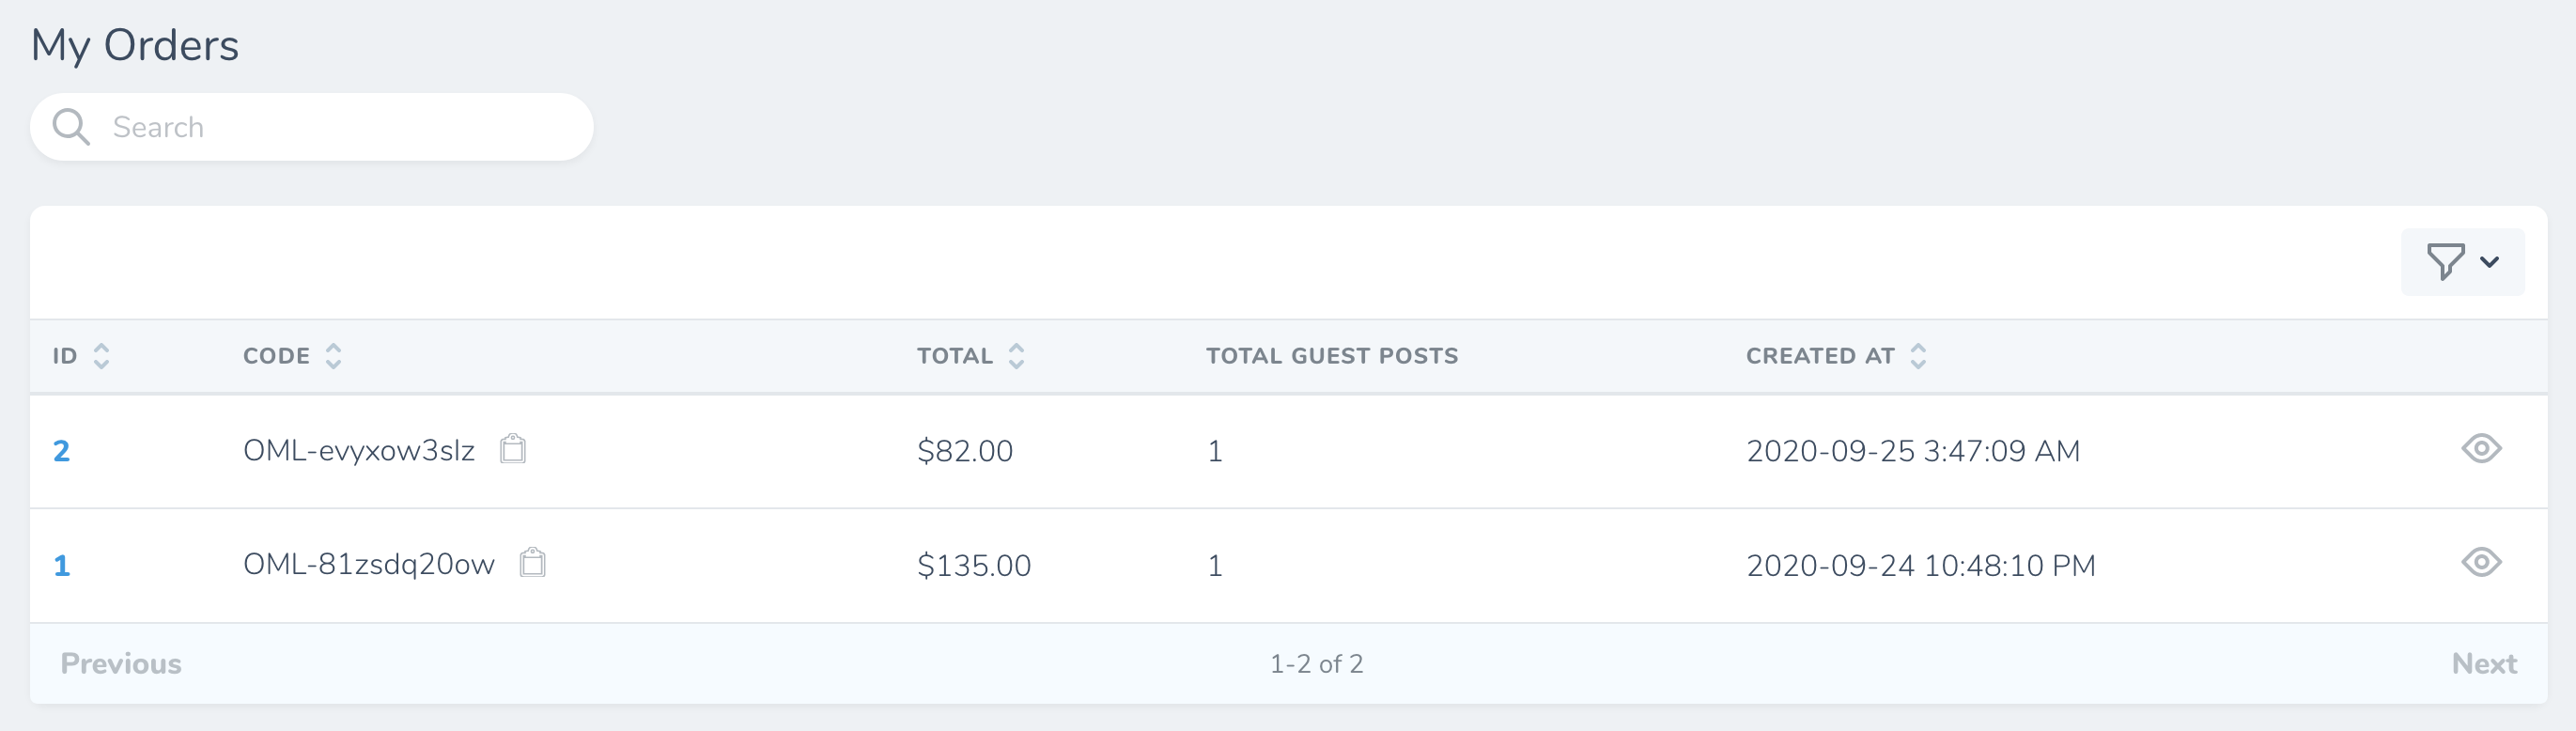 My Orders
Search
ID CODE TOTAL TOTAL GUEST POSTS CREATED AT
2 OML-evyxow3slz $82.00 1 2020-09-25 3:47:09 AM
1 OML-81zsdq20ow $135.00 1 2020-09-24 10:48:10 PM
Previous 1-2 of 2 Next